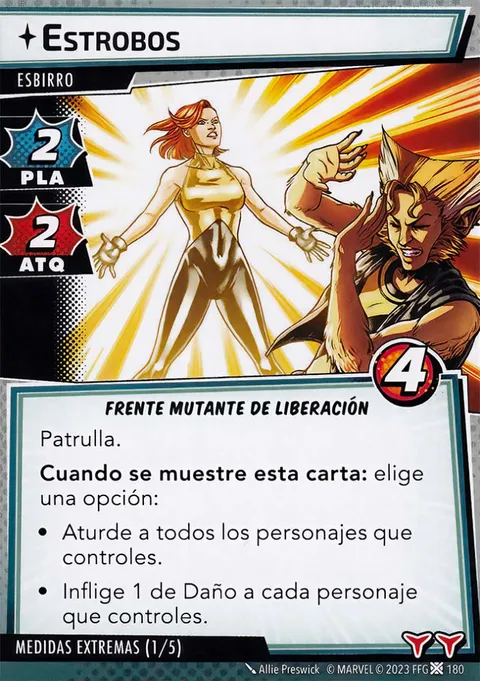 ESTROBOS
ESBIRRO
2
PLA
2
ATQ
4
FRENTE MUTANTE DE LIBERACIÓN
Patrulla.
Cuando se muestre esta carta: elige
una opción:
• Aturde a todos los personajes que
controles.
• Inflige 1 de Daño a cada personaje
que controles.
MEDIDAS EXTREMAS (1/5)
Allie Preswick © MARVEL © 2023 FFG 180